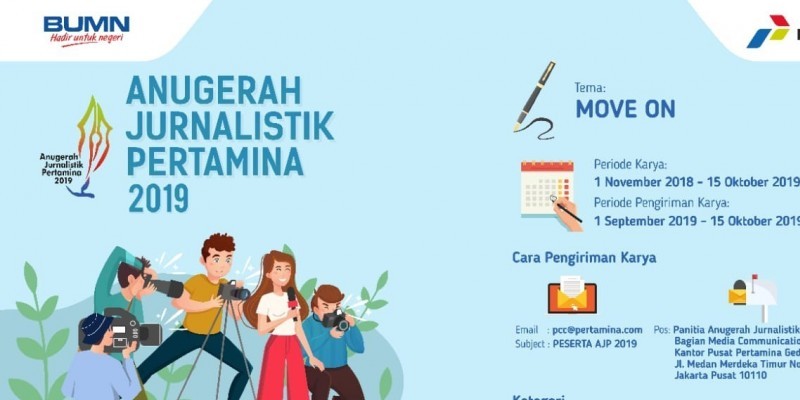 BUMN
Hadir untuk negeri
ANUGERAH
JURNALISTIK
PERTAMINA
2019
Anugerah
Jurnalistik
Pertamina
2019
Tema:
MOVE ON
Periode Karya:
1 November 2018 - 15 Oktober 2019
Periode Pengiriman Karya:
1 September 2019 - 15 Oktober 2019
Cara Pengiriman Karya
Email : pcc@pertamina.com
Subject : PESERTA AJP 2019
Pos: Panitia Anugerah Jurnalistik
Bagian Media Communication
Kantor Pusat Pertamina Ged
Jl. Medan Merdeka Timur No
Jakarta Pusat 10110
Kategori